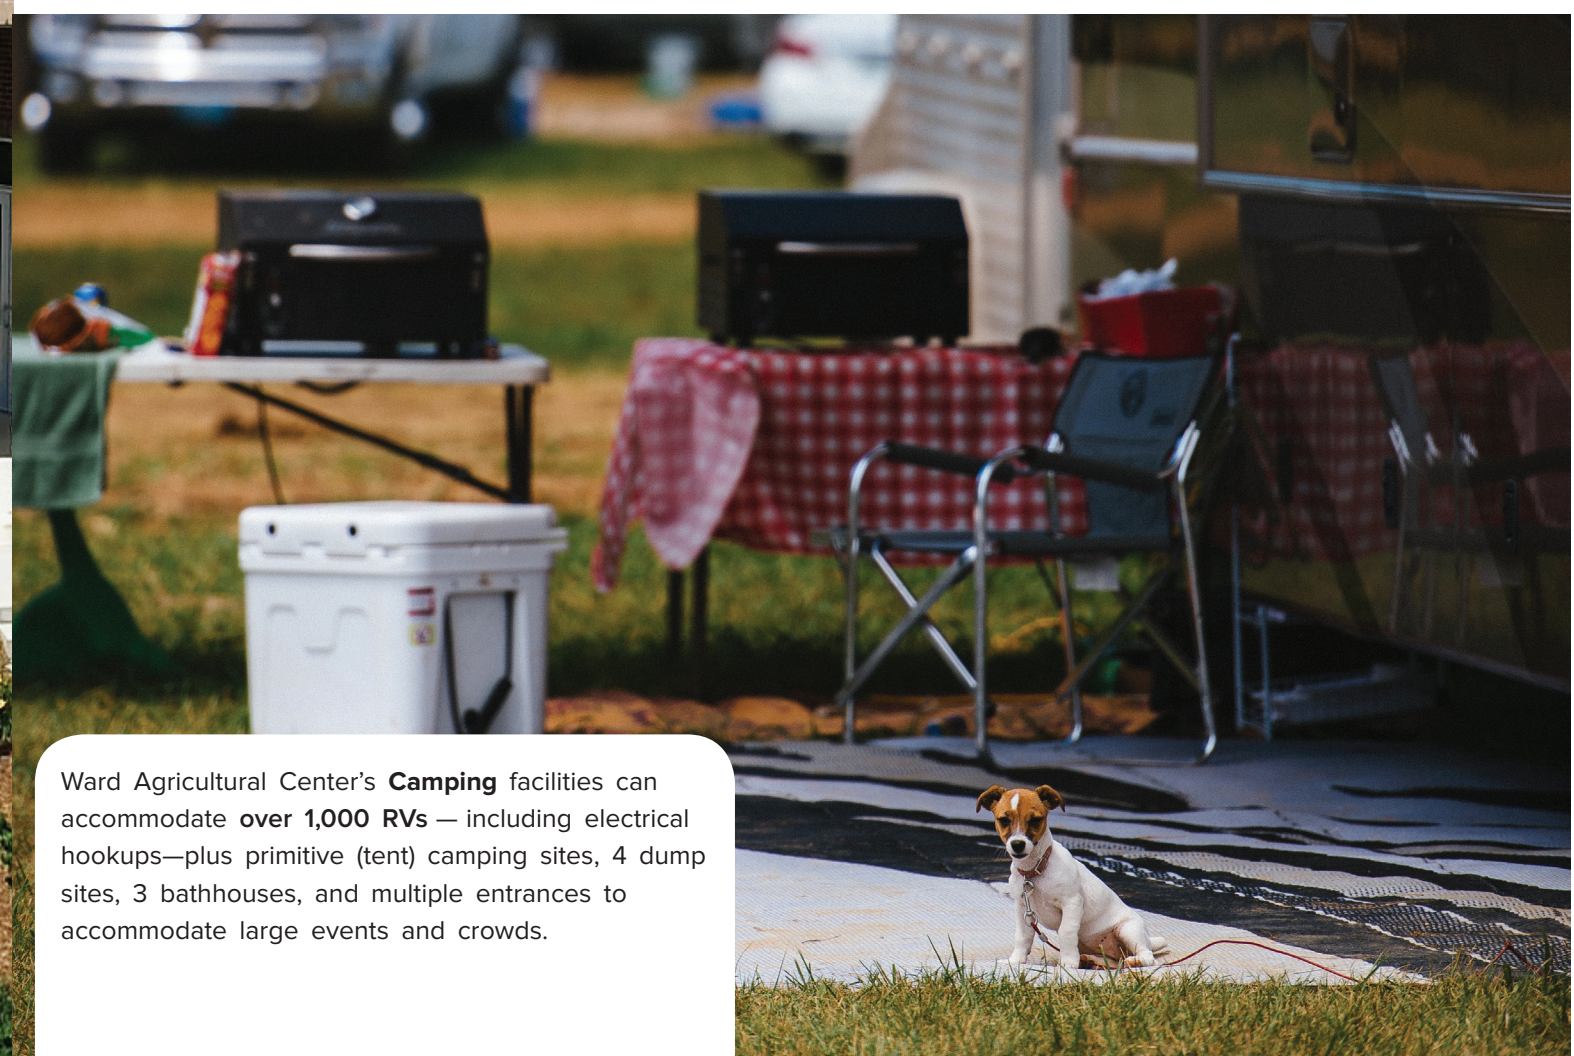 Ward Agricultural Center’s Camping facilities can
accommodate over 1,000 RVs — including electrical
hookups—plus primitive (tent) camping sites, 4 dump
sites, 3 bathhouses, and multiple entrances to
accommodate large events and crowds.